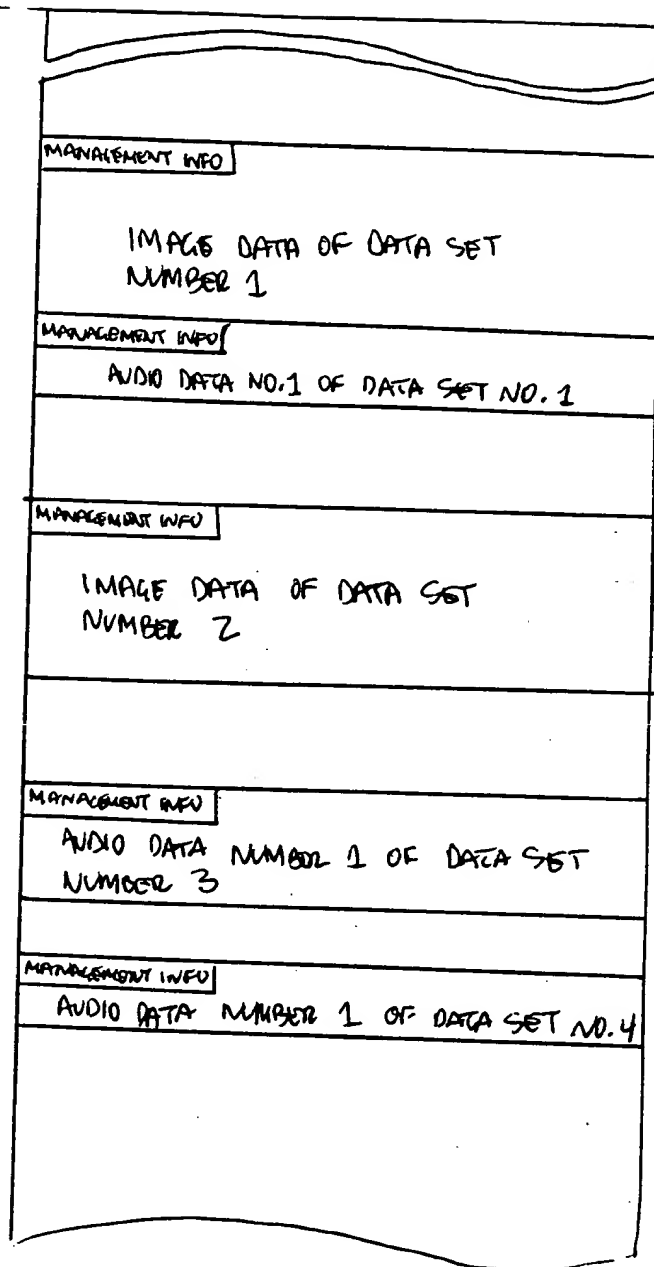 MANAGEMENT INFO
IMAGE DATA OF DATA SET
NUMBER 1
MANAGEMENT INFO
AUDIO DATA NO.1 OF DATA SET NO. 1
MANAGEMENT INFO
IMAGE DATA OF DATA SET
NUMBER 2
MANAGEMENT INFO
AUDIO DATA NUMBER 1 OF DATA SET
NUMBER 3
MANAGEMENT INFO
AUDIO DATA NUMBER 1 OF DATA SET NO.4